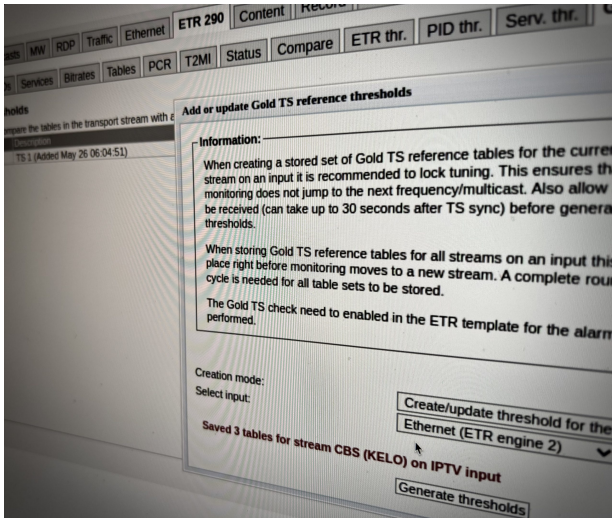 MW RDP Traffic Ethernet ETR 290 Content Record
Services Bitrates Tables PCR T2MI Status Compare ETR thr. PID thr. Serv. thr.
the tables in the transport stream with a
Description
TS 1 (Added May 26 06:04:51)
Add or update Gold TS reference thresholds
Information:
When creating a stored set of Gold TS reference tables for the
stream on an input it is recommended to lock tuning. This ensures
monitoring does not jump to the next frequency/multicast. Also allow
be received (can take up to 30 seconds after TS sync) before
thresholds.
When storing Gold TS reference tables for all streams on an input
place right before monitoring moves to a new stream. A complete
cycle is needed for all table sets to be stored.
The Gold TS check need to enabled in the ETR template for the
performed.
Creation mode:
Create/update threshold for the
Select input:
Ethernet (ETR engine 2)
Saved 3 tables for stream CBS (KELO) on IPTV input
Generate thresholds